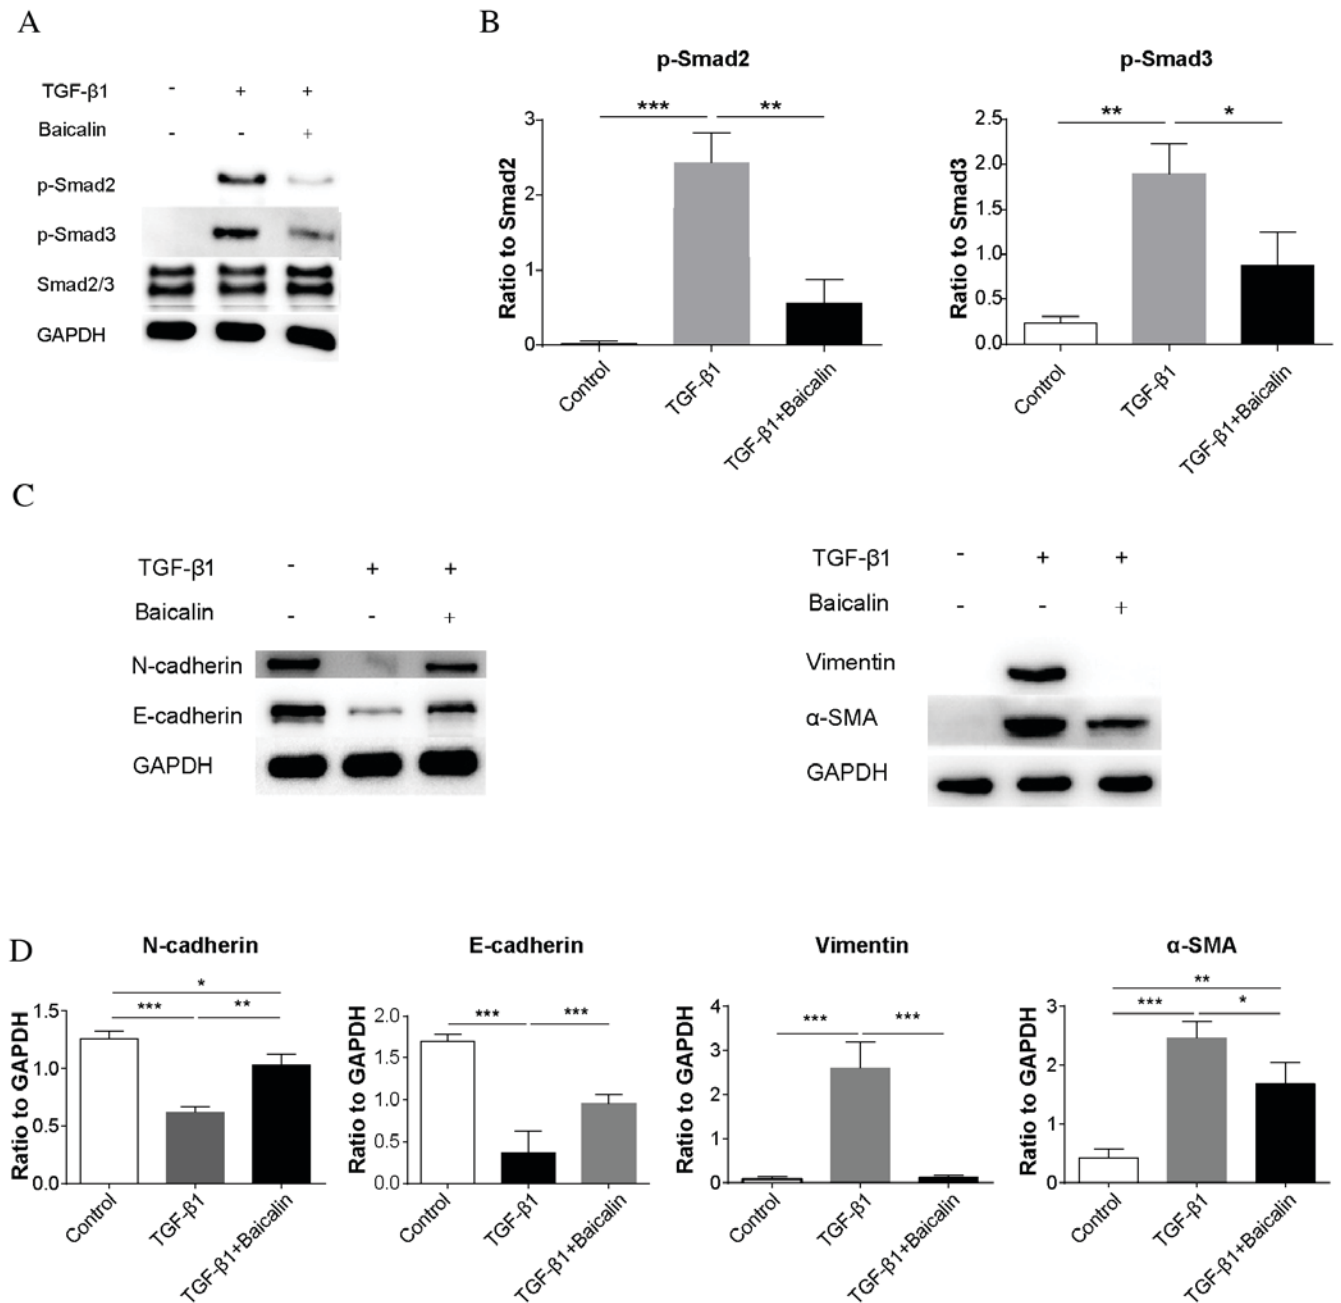 A
TGF-β1 - + +
Baicalin - - +
p-Smad2
p-Smad3
Smad2/3
GAPDH
B
p-Smad2
*** **
Ratio to Smad2
3
2
1
0
Control
TGF-β1
TGF-β1+Baicalin
p-Smad3
** *
Ratio to Smad3
2.5
2.0
1.5
1.0
0.5
0.0
Control
TGF-β1
TGF-β1+Baicalin
C
TGF-β1 - + +
Baicalin - - +
N-cadherin
E-cadherin
GAPDH
TGF-β1 - + +
Baicalin - - +
Vimentin
α-SMA
GAPDH
D
N-cadherin
*
*** **
Ratio to GAPDH
1.5
1.0
0.5
0.0
Control
TGF-β1
TGF-β1+Baicalin
E-cadherin
*** ***
Ratio to GAPDH
2.0
1.5
1.0
0.5
0.0
Control
TGF-β1
TGF-β1+Baicalin
Vimentin
*** ***
Ratio to GAPDH
4
3
2
1
0
Control
TGF-β1
TGF-β1+Baicalin
α-SMA
**
*** *
Ratio to GAPDH
3
2
1
0
Control
TGF-β1
TGF-β1+Baicalin